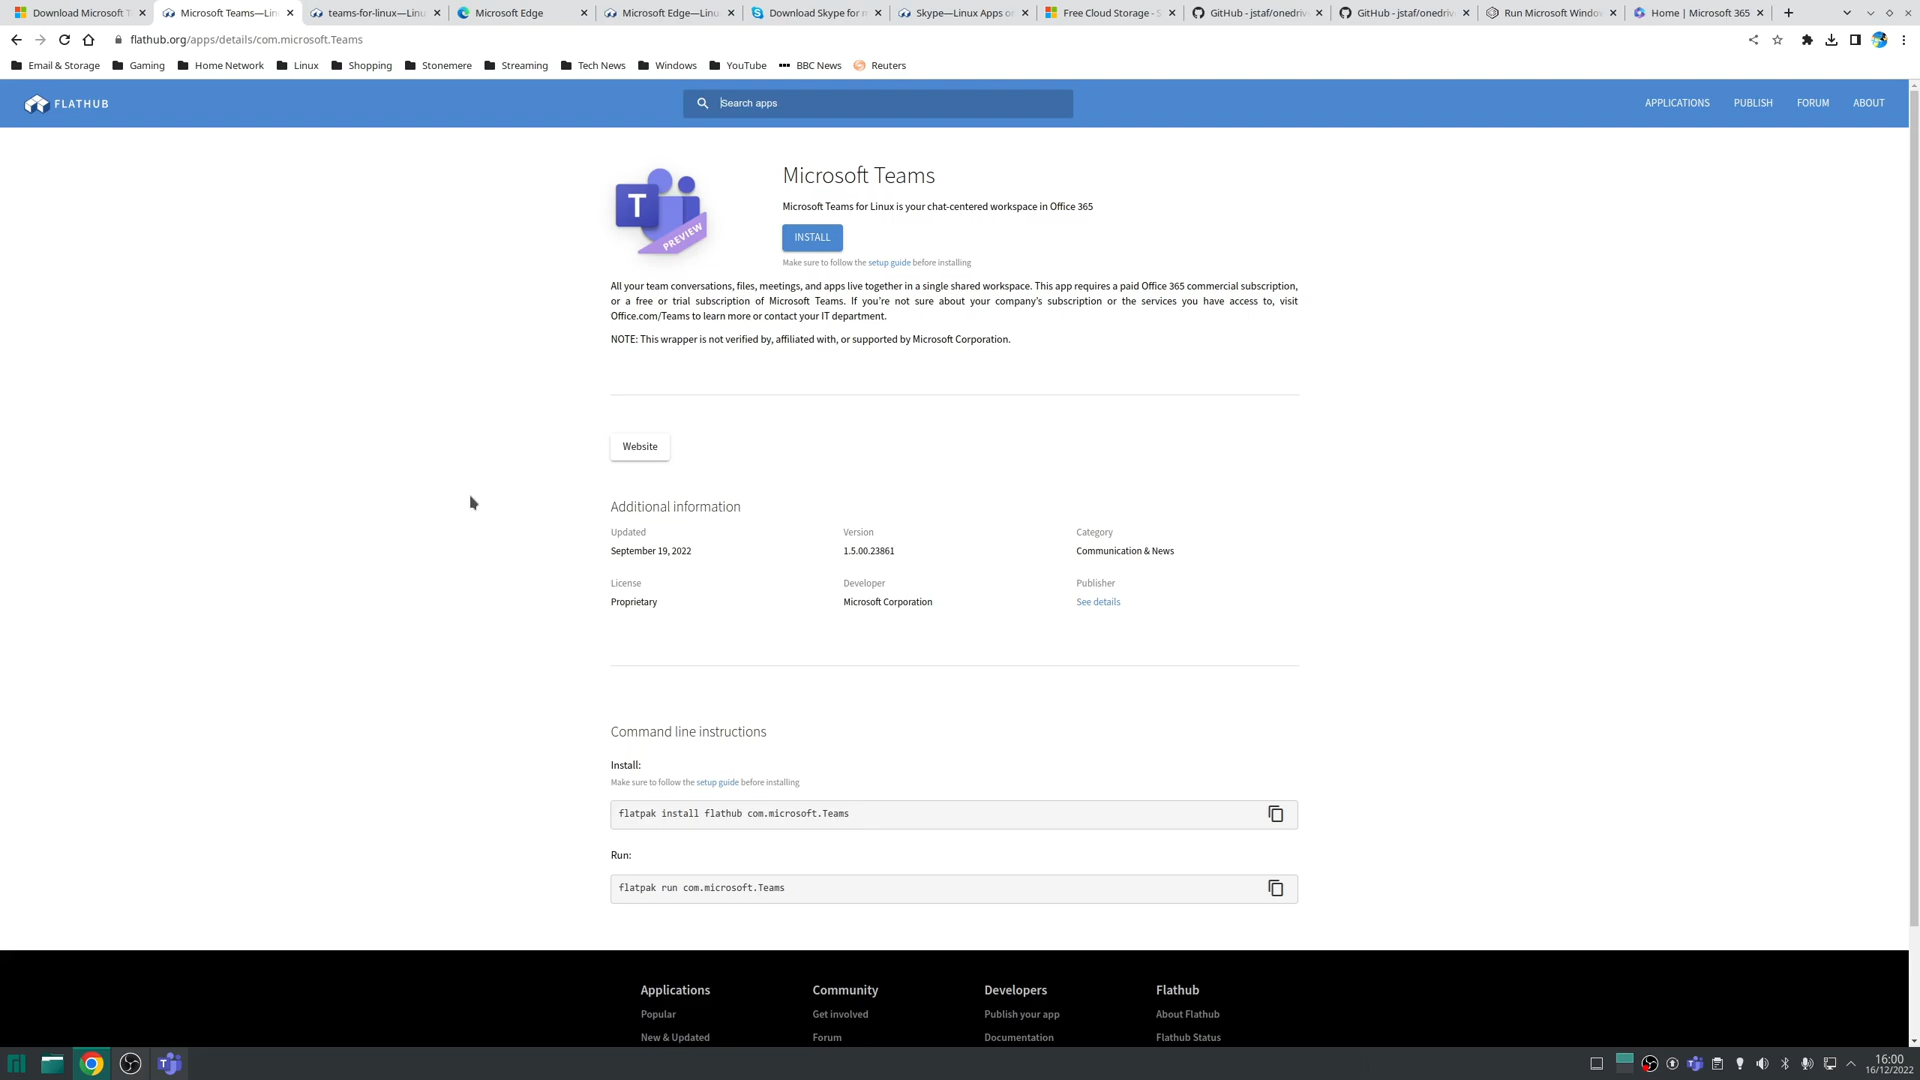 Download Microsoft T
Microsoft Teams—Lin
teams-for-linux—Linu
Microsoft Edge
Microsoft Edge—Linu
Download Skype for m
Skype—Linux Apps on
Free Cloud Storage - S
GitHub - jstaf/onedriv
GitHub - jstaf/onedriv
Run Microsoft Window
Home | Microsoft 365
flathub.org/apps/details/com.microsoft.Teams
Email & Storage
Gaming
Home Network
Linux
Shopping
Stonemere
Streaming
Tech News
Windows
YouTube
BBC News
Reuters
FLATHUB
Search apps
APPLICATIONS
PUBLISH
FORUM
ABOUT
T
PREVIEW
Microsoft Teams
Microsoft Teams for Linux is your chat-centered workspace in Office 365
INSTALL
Make sure to follow the setup guide before installing
All your team conversations, files, meetings, and apps live together in a single shared workspace. This app requires a paid Office 365 commercial subscription,
or a free or trial subscription of Microsoft Teams. If you're not sure about your company's subscription or the services you have access to, visit
Office.com/Teams to learn more or contact your IT department.
NOTE: This wrapper is not verified by, affiliated with, or supported by Microsoft Corporation.
Website
Additional information
Updated
September 19, 2022
Version
1.5.00.23861
Category
Communication & News
License
Proprietary
Developer
Microsoft Corporation
Publisher
See details
Command line instructions
Install:
Make sure to follow the setup guide before installing
flatpak install flathub com.microsoft.Teams
Run:
flatpak run com.microsoft.Teams
Applications
Popular
New & Updated
Community
Get involved
Forum
Developers
Publish your app
Documentation
Flathub
About Flathub
Flathub Status
16:00
16/12/2022